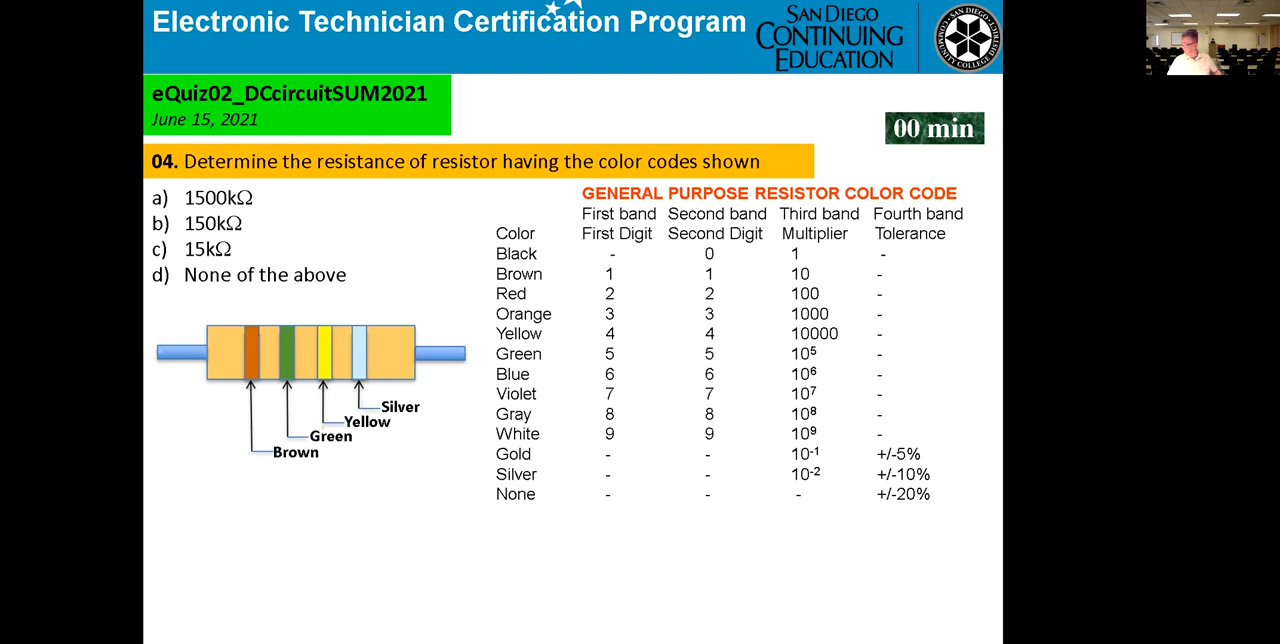 Electronic Technician Certification Program
SAN DIEGO
CONTINUING
EDUCATION
SAN DIEGO
COMMUNITY COLLEGE DISTRICT
eQuiz02_DCcircuitSUM2021
June 15, 2021
00 min
04. Determine the resistance of resistor having the color codes shown
a) 1500kΩ
b) 150kΩ
c) 15kΩ
d) None of the above
Silver
Yellow
Green
Brown
GENERAL PURPOSE RESISTOR COLOR CODE
First band Second band Third band Fourth band
Color First Digit Second Digit Multiplier Tolerance
Black - 0 1 -
Brown 1 1 10 -
Red 2 2 100 -
Orange 3 3 1000 -
Yellow 4 4 10000 -
Green 5 5 10⁵ -
Blue 6 6 10⁶ -
Violet 7 7 10⁷ -
Gray 8 8 10⁸ -
White 9 9 10⁹ -
Gold - - 10⁻¹ +/-5%
Silver - - 10⁻² +/-10%
None - - - +/-20%